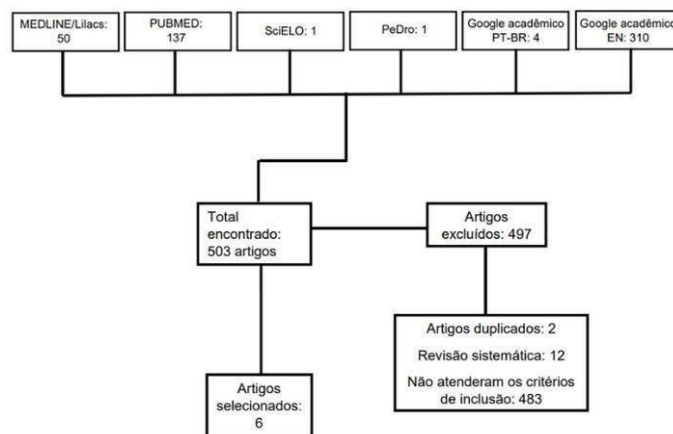 MEDLINE/Lilacs:
50
PUBMED:
137
SciELO: 1
PeDro: 1
Google acadêmico
PT-BR: 4
Google acadêmico
EN: 310
Total
encontrado:
503 artigos
Artigos
excluídos: 497
Artigos duplicados: 2
Revisão sistemática: 12
Não atenderam os critérios
de inclusão: 483
Artigos
selecionados:
6